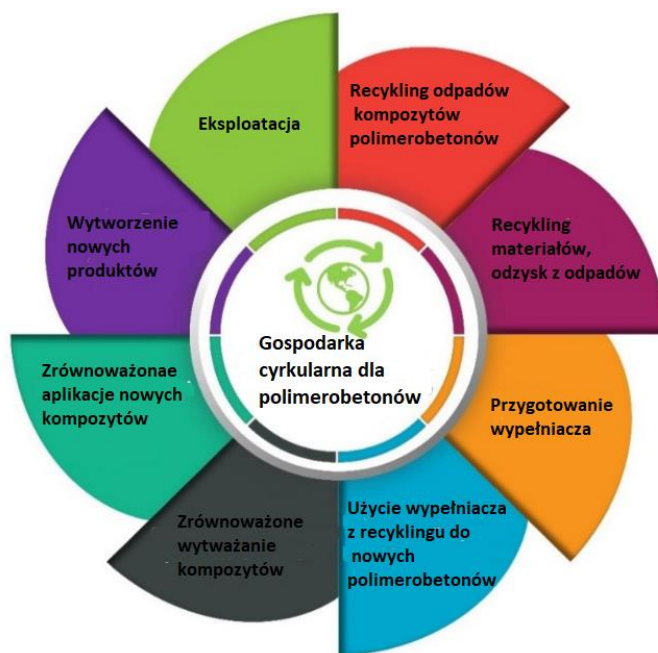 Eksploatacja
Recykling odpadów
kompozytów
polimerobetonów
Recykling
materiałów,
odzysk z odpadów
Przygotowanie
wypełniacza
Użycie wypełniacza
z recyklingu do
nowych
polimerobetonów
Zrównoważone
wytważanie
kompozytów
Zrównoważonae
aplikacje nowych
kompozytów
Wytworzenie
nowych
produktów
Gospodarka
cyrkularna dla
polimerobetonów